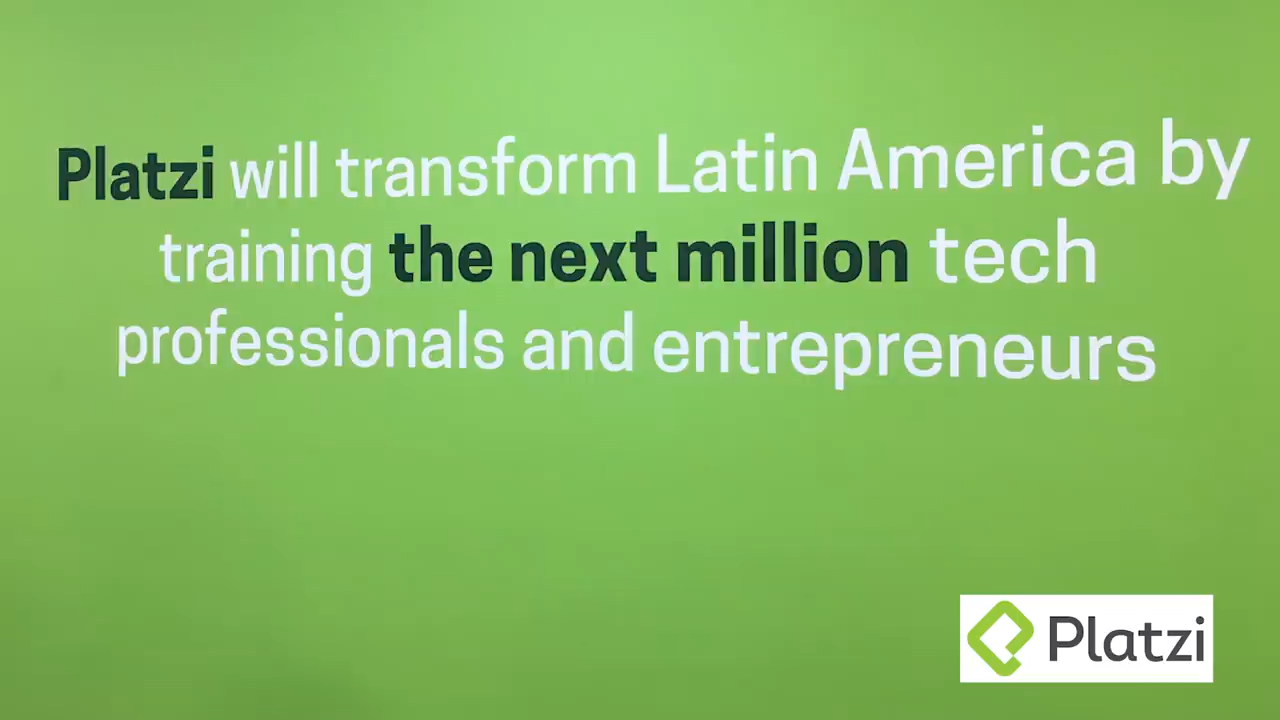 Platzi will transform Latin America by
training the next million tech
professionals and entrepreneurs
Platzi